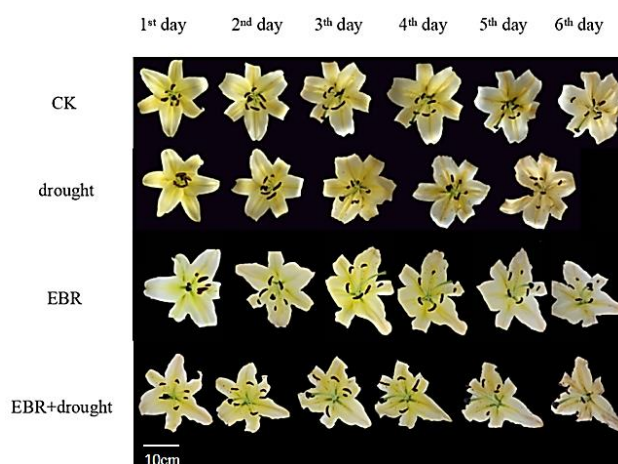 1st day 2nd day 3th day 4th day 5th day 6th day
CK
drought
EBR
EBR+drought
10cm